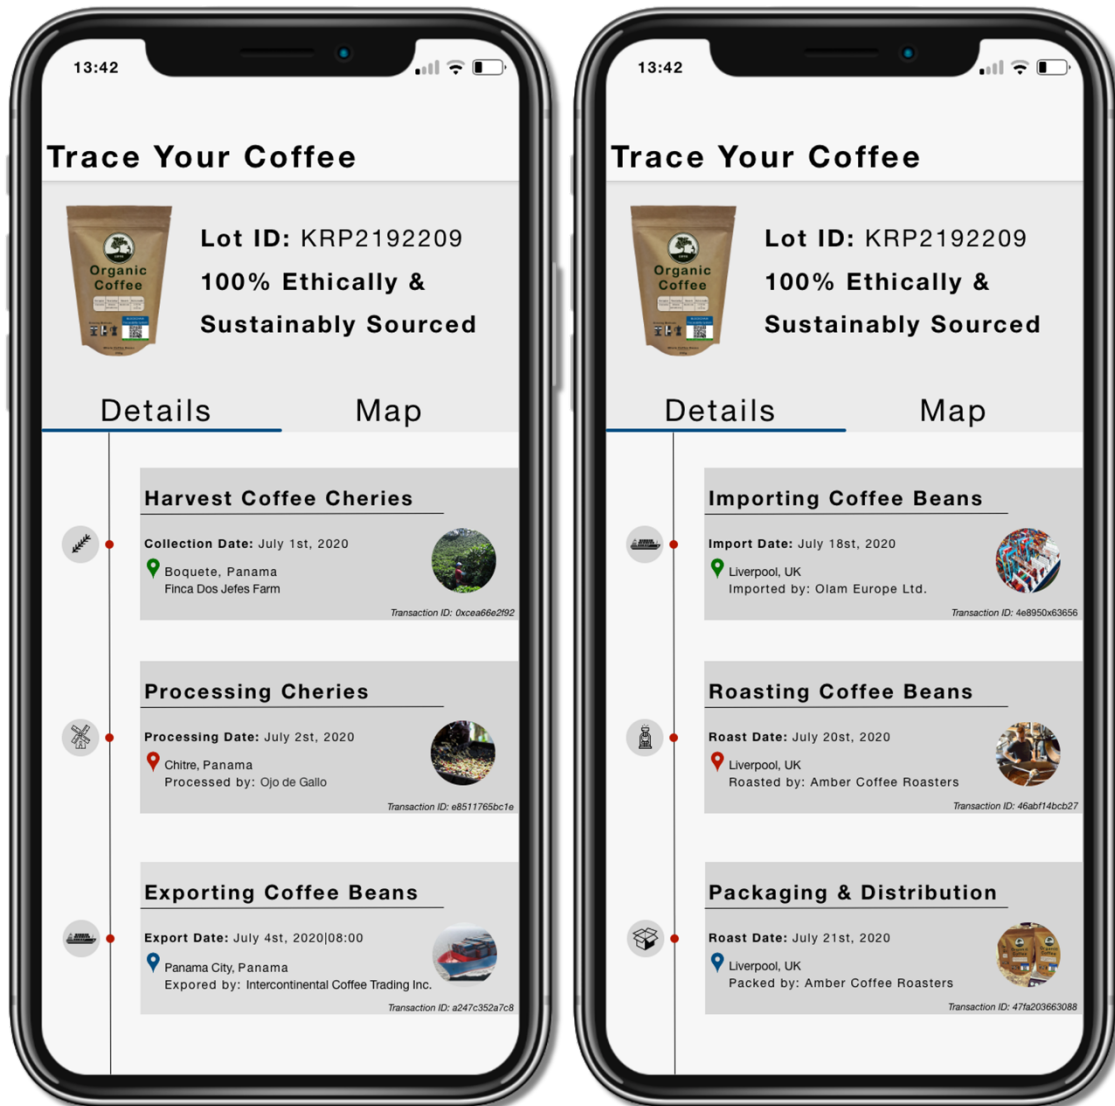 13:42
Trace Your Coffee
Organic
Coffee
Lot ID: KRP2192209
100% Ethically &
Sustainably Sourced
Details Map
Harvest Coffee Cheries
Collection Date: July 1st, 2020
Boquete, Panama
Finca Dos Jefes Farm
Transaction ID: 0xcea66e2f92
Processing Cheries
Processing Date: July 2st, 2020
Chitre, Panama
Processed by: Ojo de Gallo
Transaction ID: e8511765bc1e
Exporting Coffee Beans
Export Date: July 4st, 2020|08:00
Panama City, Panama
Expored by: Intercontinental Coffee Trading Inc.
Transaction ID: a247c352a7c8
13:42
Trace Your Coffee
Organic
Coffee
Lot ID: KRP2192209
100% Ethically &
Sustainably Sourced
Details Map
Importing Coffee Beans
Import Date: July 18st, 2020
Liverpool, UK
Imported by: Olam Europe Ltd.
Transaction ID: 4e8950x63656
Roasting Coffee Beans
Roast Date: July 20st, 2020
Liverpool, UK
Roasted by: Amber Coffee Roasters
Transaction ID: 46abf14bcb27
Packaging & Distribution
Roast Date: July 21st, 2020
Liverpool, UK
Packed by: Amber Coffee Roasters
Transaction ID: 47fa203663088